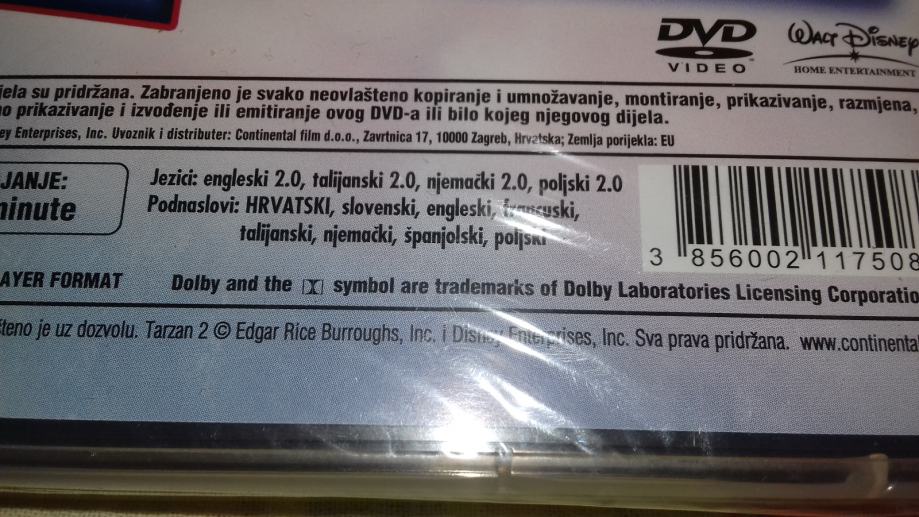 DVD
VIDEO
Walt Disney
HOME ENTERTAINMENT
jela su pridržana. Zabranjeno je svako neovlašteno kopiranje i umnožavanje, montiranje, prikazivanje, razmjena,
o prikazivanje i izvođenje ili emitiranje ovog DVD-a ili bilo kojeg njegovog dijela.
ey Enterprises, Inc. Uvoznik i distributer: Continental film d.o.o., Zavrtnica 17, 10000 Zagreb, Hrvatska; Zemlja porijekla: EU
JANJE:
minute
Jezici: engleski 2.0, talijanski 2.0, njemački 2.0, poljski 2.0
Podnaslovi: HRVATSKI, slovenski, engleski, francuski,
talijanski, njemački, španjolski, poljski
3 856002 117508
AYER FORMAT
Dolby and the symbol are trademarks of Dolby Laboratories Licensing Corporatio
šteno je uz dozvolu. Tarzan 2 © Edgar Rice Burroughs, Inc. i Disney Enterprises, Inc. Sva prava pridržana. www.continental